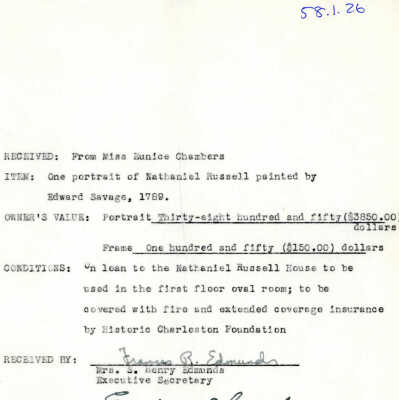 58.1.26
RECEIVED: From Miss Eunice Chambers
ITEM: One portrait of Nathaniel Russell painted by
Edward Savage, 1789.
OWNER'S VALUE: Portrait Thirty-eight hundred and fifty($3850.00)
dollars
Frame One hundred and fifty ($150.00) dollars
CONDITIONS: On loan to the Nathaniel Russell House to be
used in the first floor oval room; to be
covered with fire and extended coverage insurance
by Historic Charleston Foundation
RECEIVED BY: Frances R. Edmunds
Mrs. S. Henry Edmunds
Executive Secretary